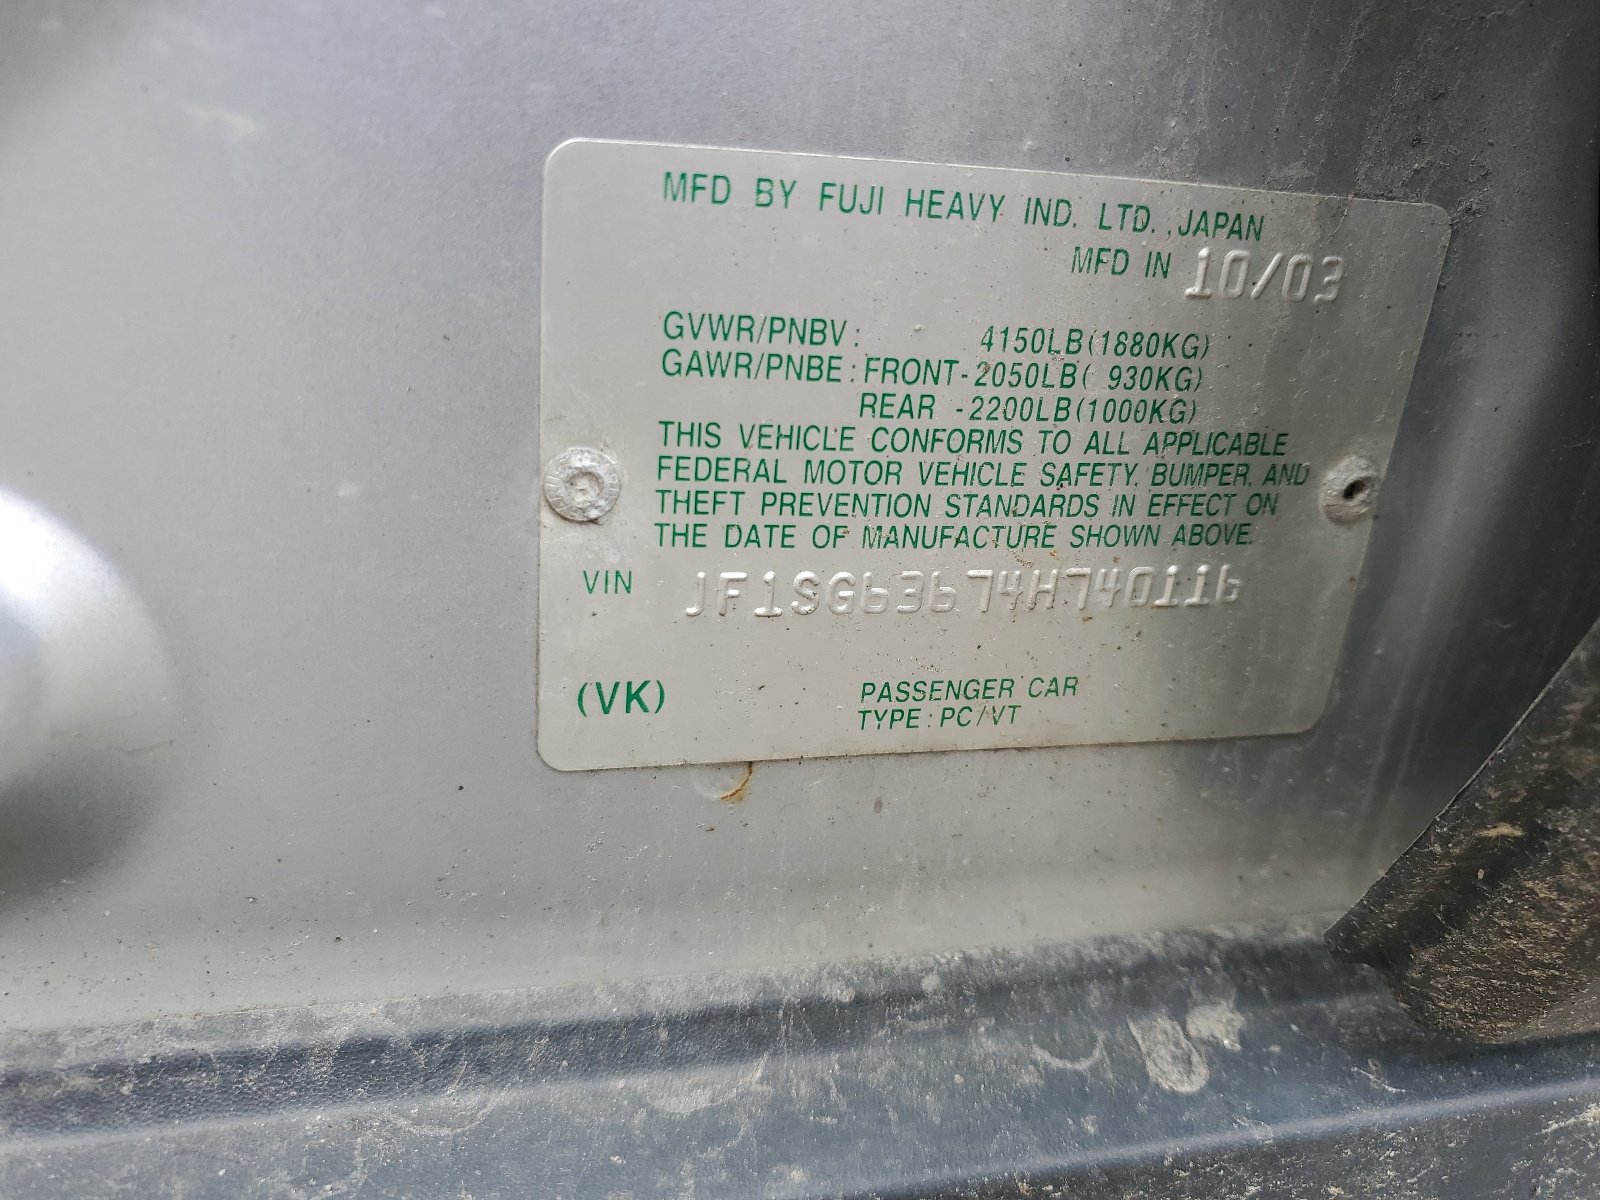 MFD BY FUJI HEAVY IND. LTD., JAPAN
MFD IN 10/03
GVWR/PNBV: 4150LB(1880KG)
GAWR/PNBE: FRONT-2050LB( 930KG)
REAR -2200LB(1000KG)
THIS VEHICLE CONFORMS TO ALL APPLICABLE
FEDERAL MOTOR VEHICLE SAFETY, BUMPER, AND
THEFT PREVENTION STANDARDS IN EFFECT ON
THE DATE OF MANUFACTURE SHOWN ABOVE.
VIN JF1SG63674H740116
(VK)
PASSENGER CAR
TYPE: PC/VT